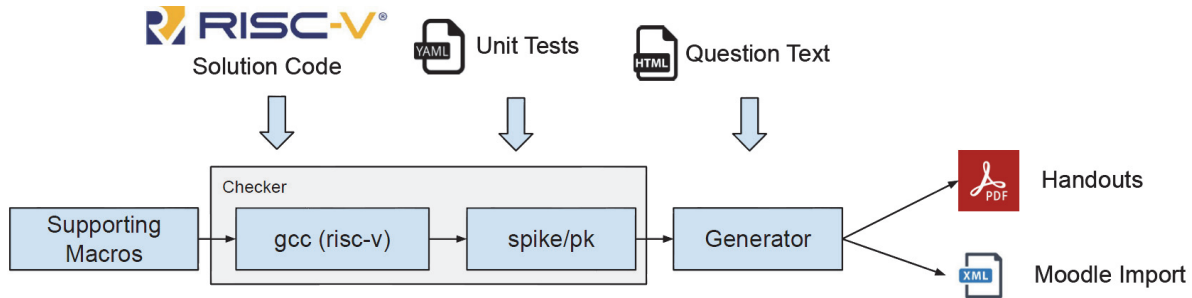 RISC-V®
Solution Code
YAML
Unit Tests
HTML
Question Text
Checker
Supporting
Macros
gcc (risc-v)
spike/pk
Generator
PDF
Handouts
XML
Moodle Import